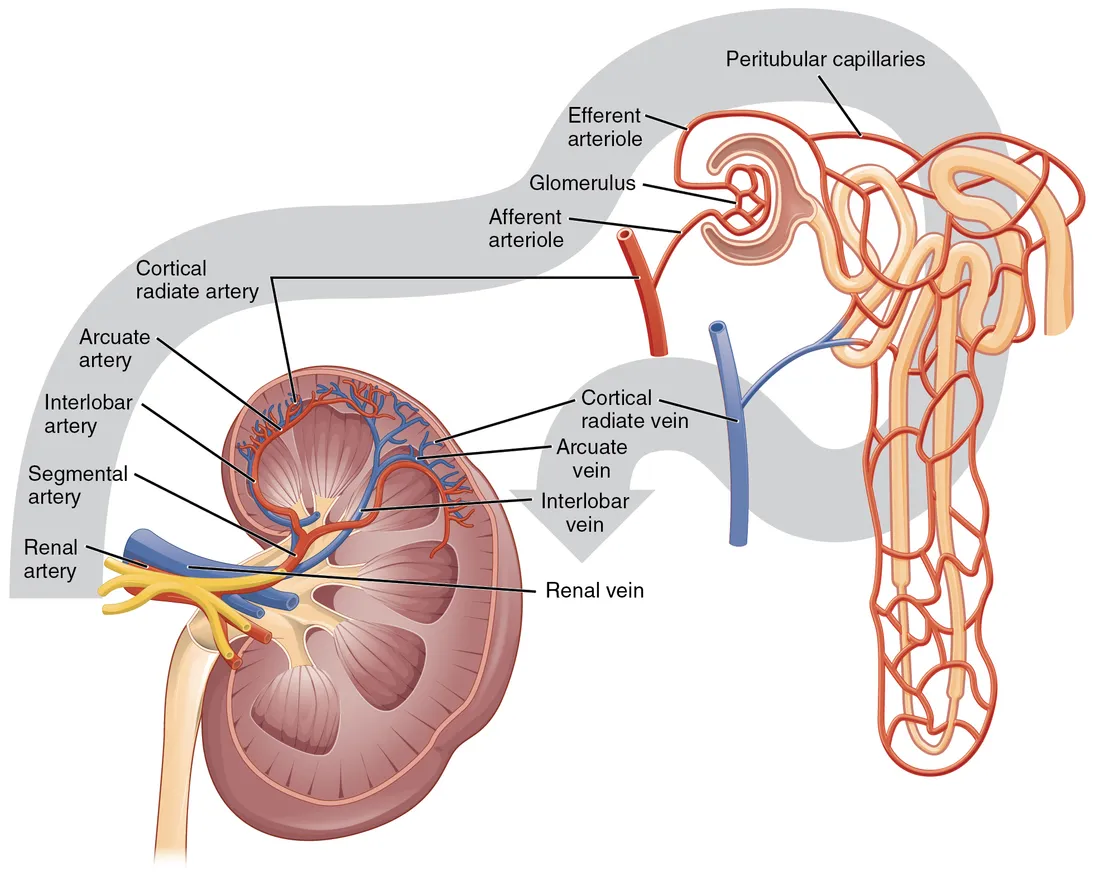 Peritubular capillaries
Efferent
arteriole
Glomerulus
Afferent
arteriole
Cortical
radiate artery
Arcuate
artery
Interlobar
artery
Segmental
artery
Renal
artery
Cortical
radiate vein
Arcuate
vein
Interlobar
vein
Renal vein